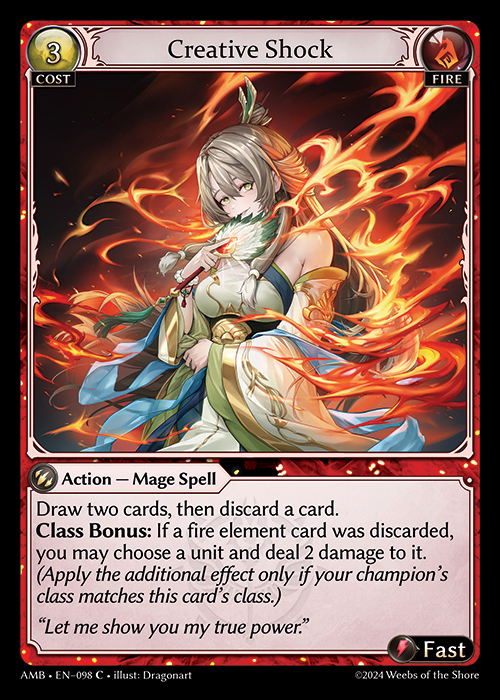 3
Creative Shock
COST
FIRE
Action — Mage Spell
Draw two cards, then discard a card.
Class Bonus: If a fire element card was discarded,
you may choose a unit and deal 2 damage to it.
(Apply the additional effect only if your champion's
class matches this card's class.)
“Let me show you my true power.”
Fast
AMB • EN–098 C • illust: Dragonart
©2024 Weebs of the Shore